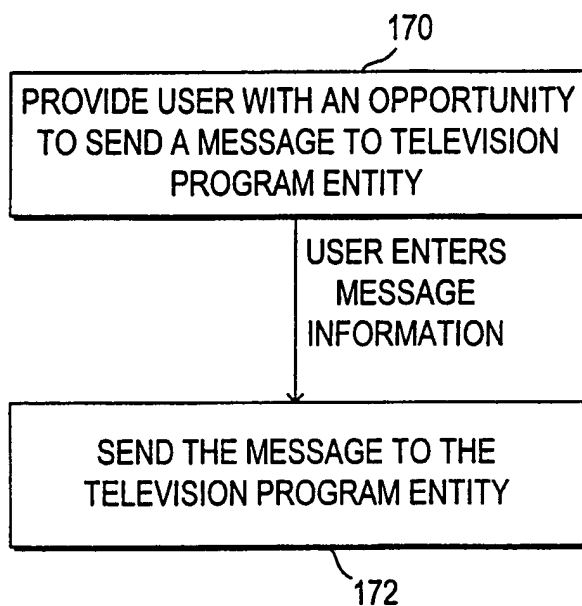 170
PROVIDE USER WITH AN OPPORTUNITY
TO SEND A MESSAGE TO TELEVISION
PROGRAM ENTITY
USER ENTERS
MESSAGE
INFORMATION
SEND THE MESSAGE TO THE
TELEVISION PROGRAM ENTITY
172